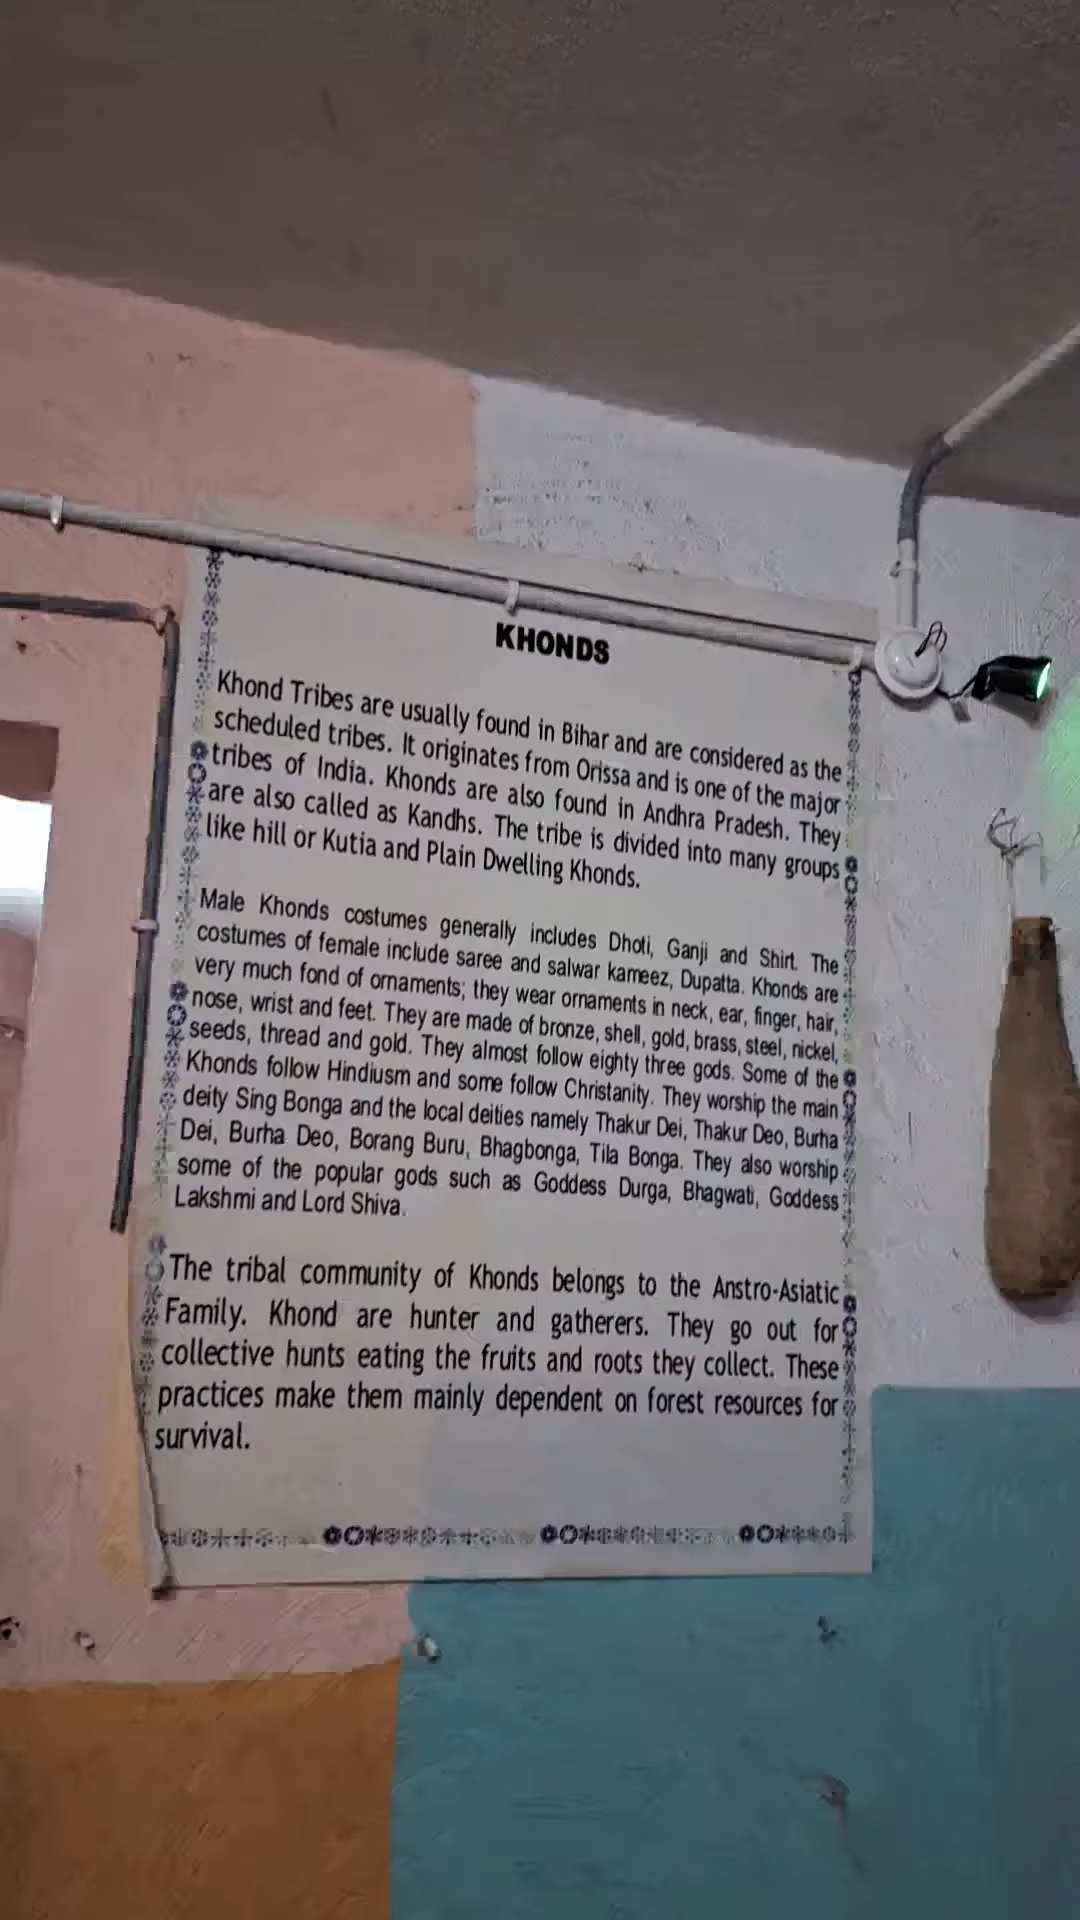 KHONDS
Khond Tribes are usually found in Bihar and are considered as the
scheduled tribes. It originates from Orissa and is one of the major
tribes of India. Khonds are also found in Andhra Pradesh. They
are also called as Kandhs. The tribe is divided into many groups
like hill or Kutia and Plain Dwelling Khonds.
Male Khonds costumes generally includes Dhoti, Ganji and Shirt. The
costumes of female include saree and salwar kameez, Dupatta. Khonds are
very much fond of ornaments; they wear ornaments in neck, ear, finger, hair,
nose, wrist and feet. They are made of bronze, shell, gold, brass, steel, nickel,
seeds, thread and gold. They almost follow eighty three gods. Some of the
Khonds follow Hindiusm and some follow Christanity. They worship the main
deity Sing Bonga and the local deities namely Thakur Dei, Thakur Deo, Burha
Dei, Burha Deo, Borang Buru, Bhagbonga, Tila Bonga. They also worship
some of the popular gods such as Goddess Durga, Bhagwati, Goddess
Lakshmi and Lord Shiva.
The tribal community of Khonds belongs to the Anstro-Asiatic
Family. Khond are hunter and gatherers. They go out for
collective hunts eating the fruits and roots they collect. These
practices make them mainly dependent on forest resources for
survival.